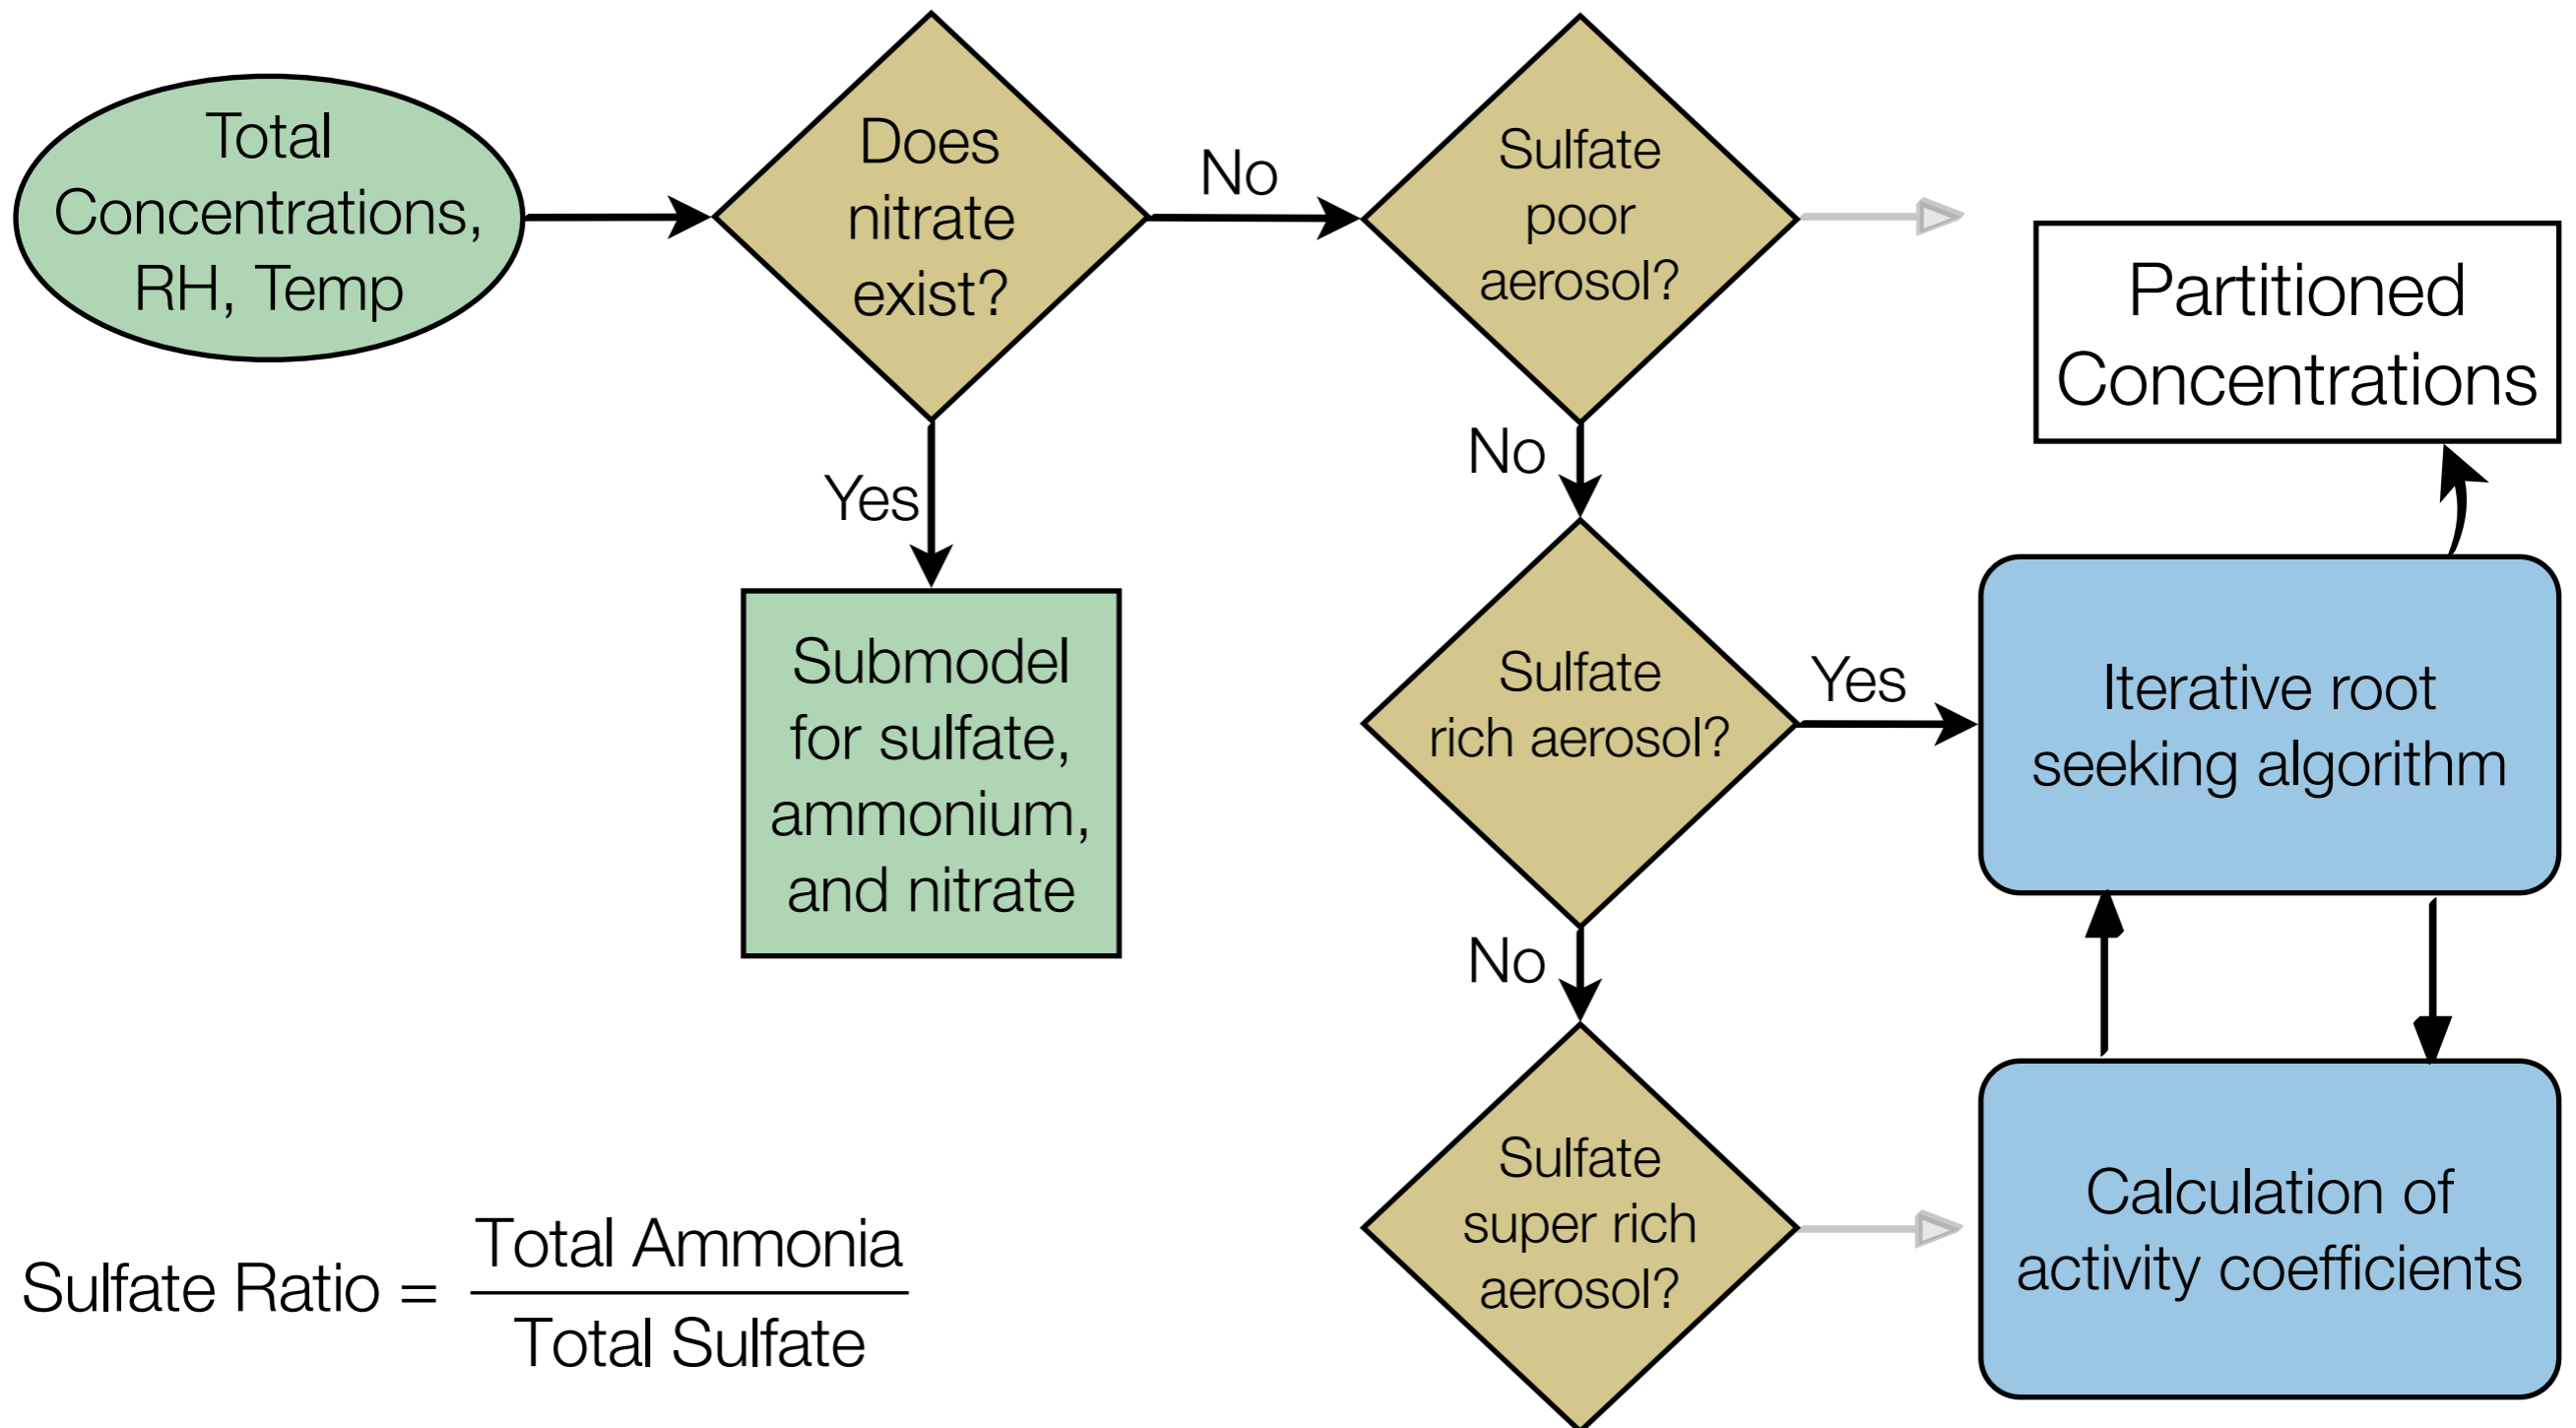 Total
Concentrations,
RH, Temp
Does
nitrate
exist?
No
Sulfate
poor
aerosol?
Partitioned
Concentrations
Yes
No
Submodel
for sulfate,
ammonium,
and nitrate
Sulfate
rich aerosol?
Yes
Iterative root
seeking algorithm
No
Sulfate
super rich
aerosol?
Calculation of
activity coefficients
Sulfate Ratio =
Total Ammonia
Total Sulfate